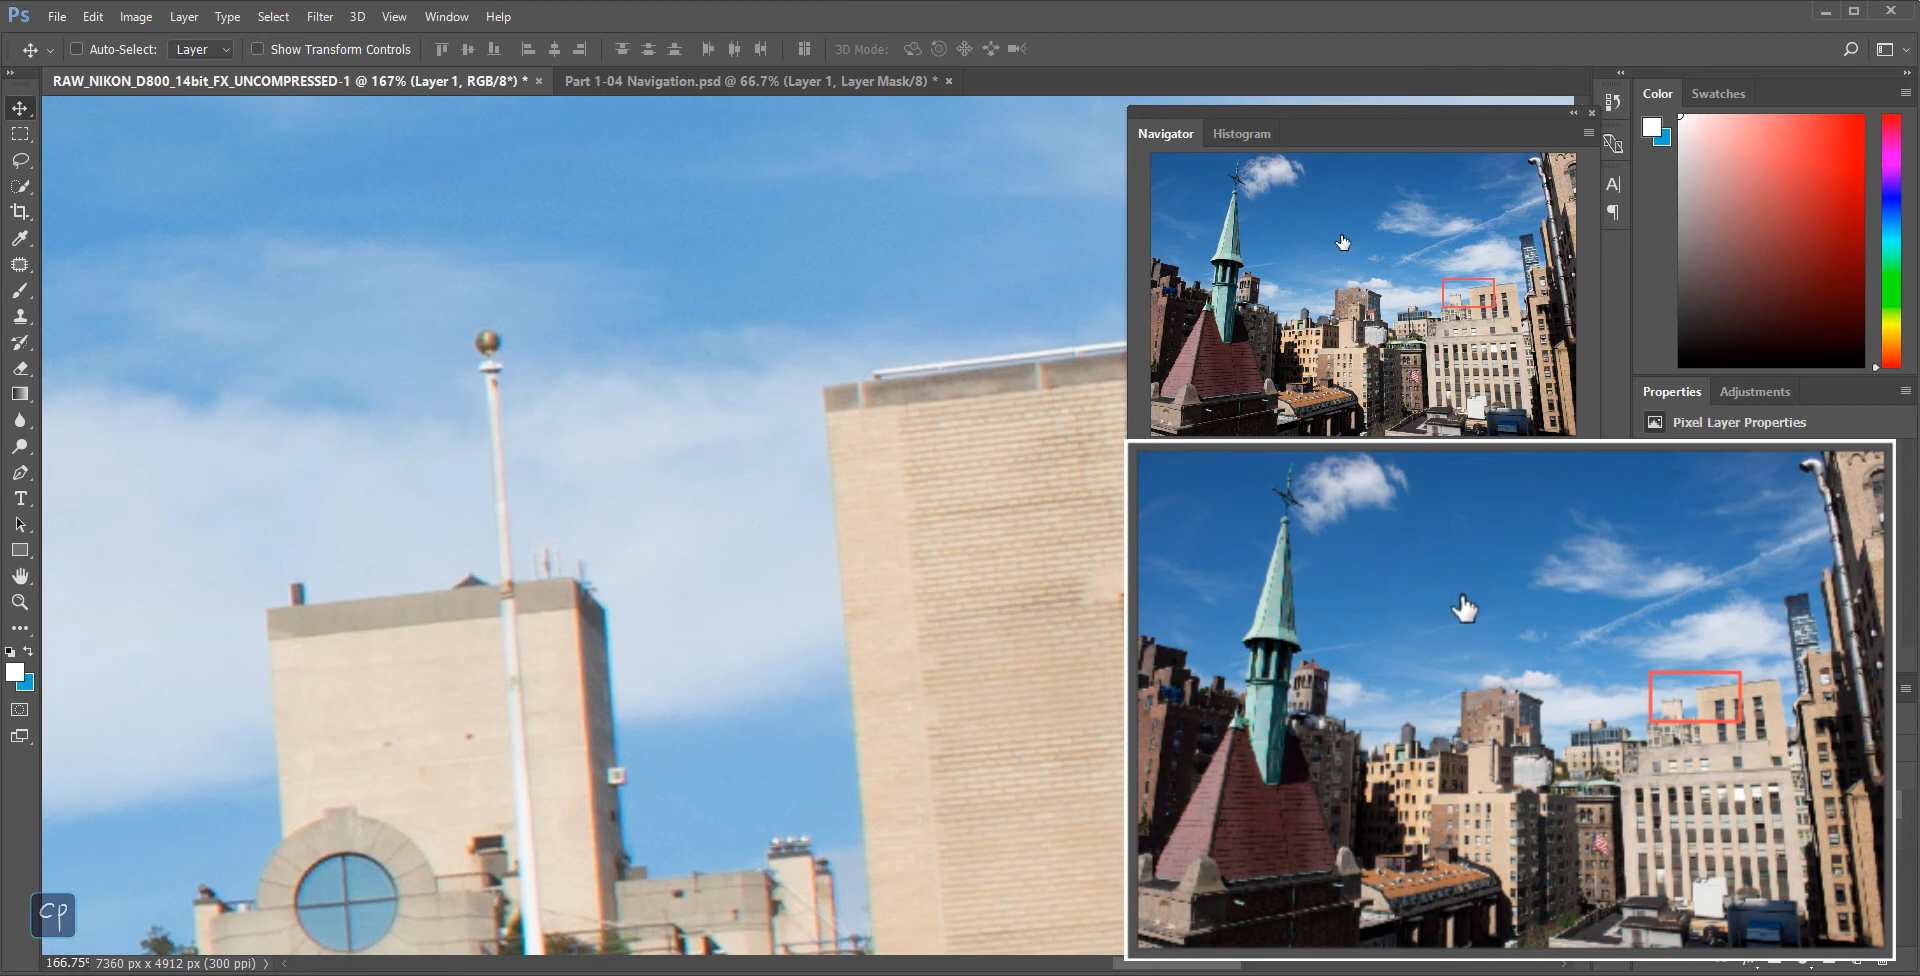 Ps File Edit Image Layer Type Select Filter 3D View Window Help
Auto-Select: Layer Show Transform Controls 3D Mode:
RAW_NIKON_D800_14bit_FX_UNCOMPRESSED-1 @ 167% (Layer 1, RGB/8*) * × Part 1-04 Navigation.psd @ 66.7% (Layer 1, Layer Mask/8) * ×
Color Swatches
Navigator Histogram
Properties Adjustments
Pixel Layer Properties
cp
166.75% 7360 px x 4912 px (300 ppi)